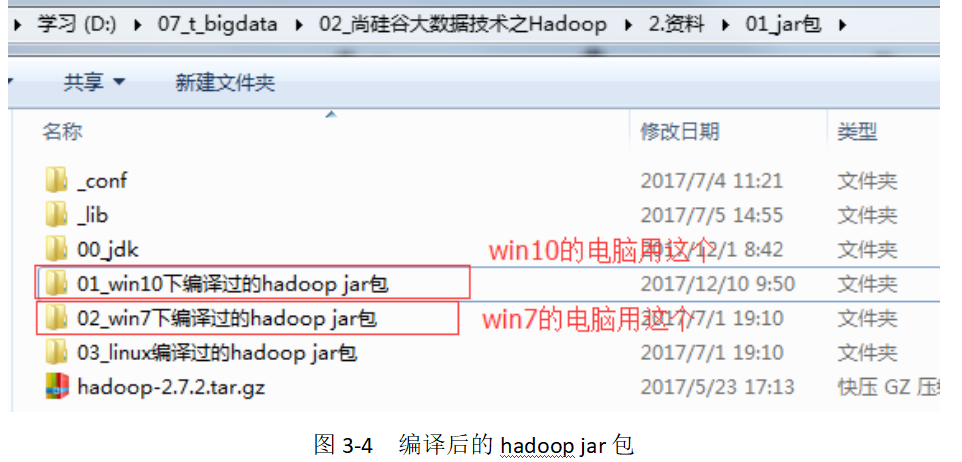 学习 (D:) 07_t_bigdata 02_尚硅谷大数据技术之Hadoop 2.资料 01_jar包
共享 新建文件夹
名称 修改日期 类型
_conf 2017/7/4 11:21 文件夹
_lib 2017/7/5 14:55 文件夹
00_jdk 2017/12/1 8:42 文件夹
win10的电脑用这个
01_win10下编译过的hadoop jar包 2017/12/10 9:50 文件夹
02_win7下编译过的hadoop jar包 2017/7/1 19:10 文件夹
win7的电脑用这个
03_linux编译过的hadoop jar包 2017/7/1 19:10 文件夹
hadoop-2.7.2.tar.gz 2017/5/23 17:13 快压 GZ 压
图 3-4 编译后的 hadoop jar 包